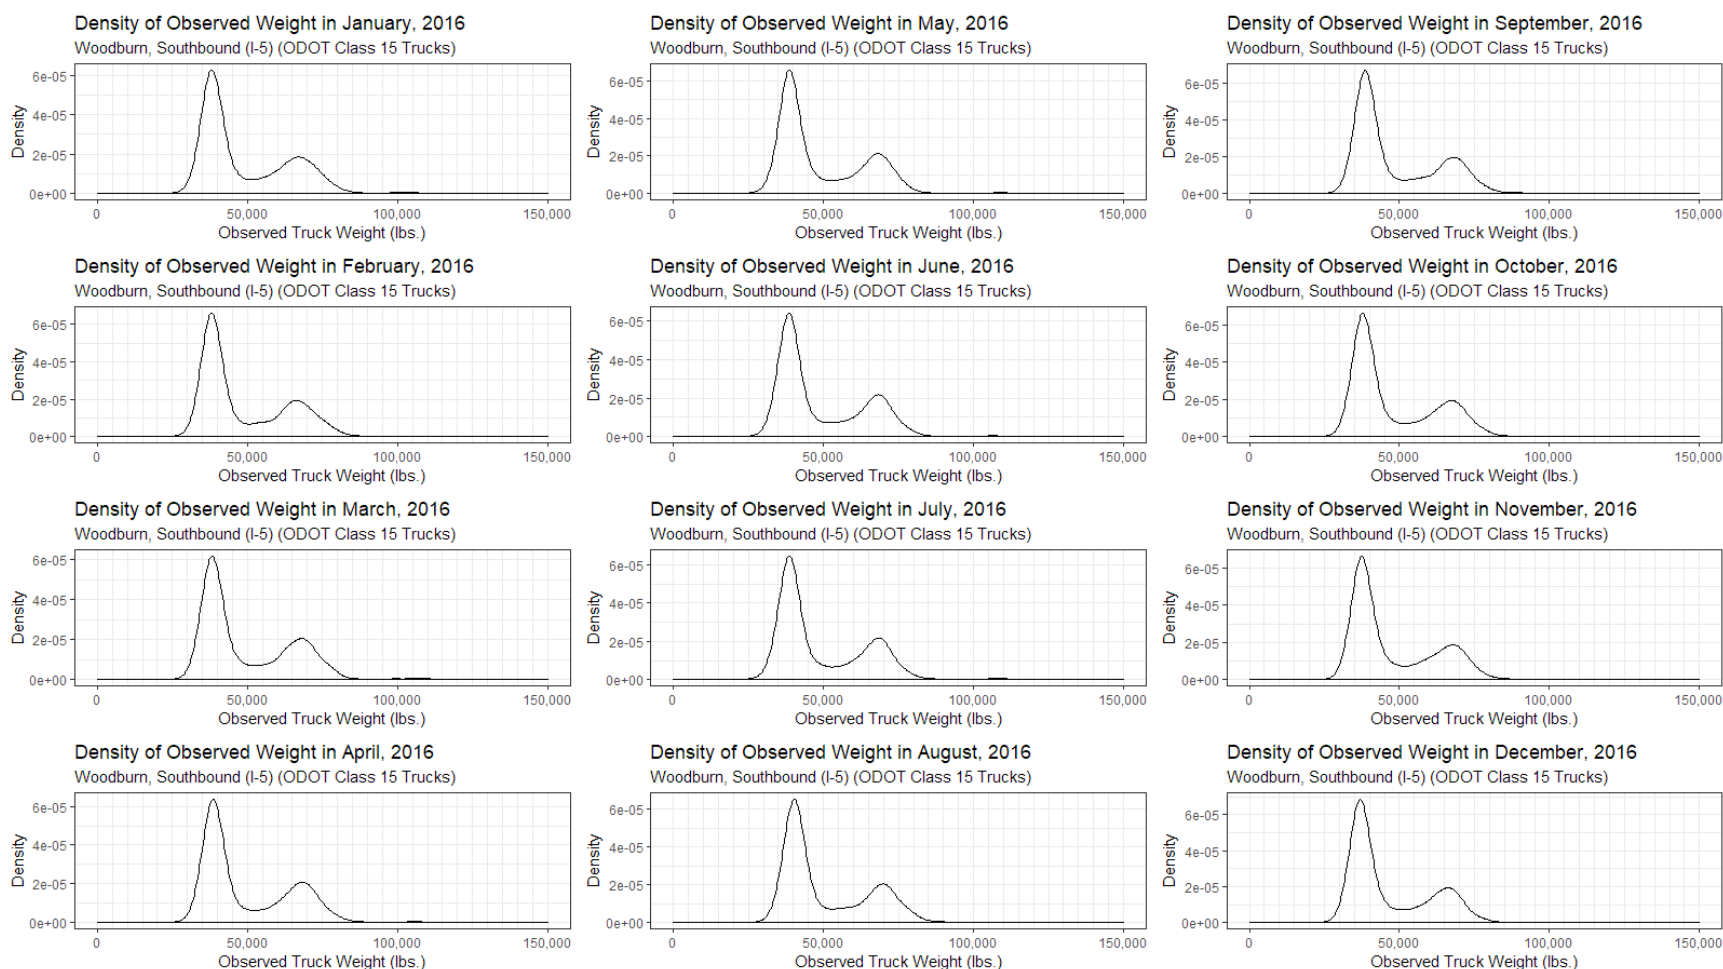 Density of Observed Weight in January, 2016
Woodburn, Southbound (I-5) (ODOT Class 15 Trucks)
Density
6e-05
4e-05
2e-05
0e+00
0 50,000 100,000 150,000
Observed Truck Weight (lbs.)
Density of Observed Weight in February, 2016
Woodburn, Southbound (I-5) (ODOT Class 15 Trucks)
Density
6e-05
4e-05
2e-05
0e+00
0 50,000 100,000 150,000
Observed Truck Weight (lbs.)
Density of Observed Weight in March, 2016
Woodburn, Southbound (I-5) (ODOT Class 15 Trucks)
Density
6e-05
4e-05
2e-05
0e+00
0 50,000 100,000 150,000
Observed Truck Weight (lbs.)
Density of Observed Weight in April, 2016
Woodburn, Southbound (I-5) (ODOT Class 15 Trucks)
Density
6e-05
4e-05
2e-05
0e+00
0 50,000 100,000 150,000
Observed Truck Weight (lbs.)
Density of Observed Weight in May, 2016
Woodburn, Southbound (I-5) (ODOT Class 15 Trucks)
Density
6e-05
4e-05
2e-05
0e+00
0 50,000 100,000 150,000
Observed Truck Weight (lbs.)
Density of Observed Weight in June, 2016
Woodburn, Southbound (I-5) (ODOT Class 15 Trucks)
Density
6e-05
4e-05
2e-05
0e+00
0 50,000 100,000 150,000
Observed Truck Weight (lbs.)
Density of Observed Weight in July, 2016
Woodburn, Southbound (I-5) (ODOT Class 15 Trucks)
Density
6e-05
4e-05
2e-05
0e+00
0 50,000 100,000 150,000
Observed Truck Weight (lbs.)
Density of Observed Weight in August, 2016
Woodburn, Southbound (I-5) (ODOT Class 15 Trucks)
Density
6e-05
4e-05
2e-05
0e+00
0 50,000 100,000 150,000
Observed Truck Weight (lbs.)
Density of Observed Weight in September, 2016
Woodburn, Southbound (I-5) (ODOT Class 15 Trucks)
Density
6e-05
4e-05
2e-05
0e+00
0 50,000 100,000 150,000
Observed Truck Weight (lbs.)
Density of Observed Weight in October, 2016
Woodburn, Southbound (I-5) (ODOT Class 15 Trucks)
Density
6e-05
4e-05
2e-05
0e+00
0 50,000 100,000 150,000
Observed Truck Weight (lbs.)
Density of Observed Weight in November, 2016
Woodburn, Southbound (I-5) (ODOT Class 15 Trucks)
Density
6e-05
4e-05
2e-05
0e+00
0 50,000 100,000 150,000
Observed Truck Weight (lbs.)
Density of Observed Weight in December, 2016
Woodburn, Southbound (I-5) (ODOT Class 15 Trucks)
Density
6e-05
4e-05
2e-05
0e+00
0 50,000 100,000 150,000
Observed Truck Weight (lbs.)